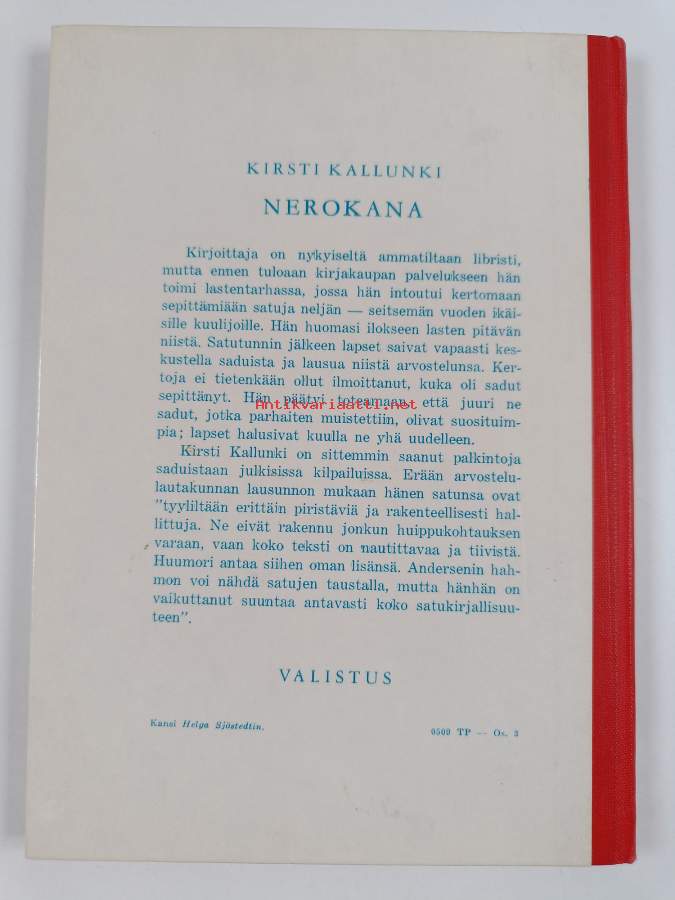 KIRSTI KALLUNKI
NEROKANA
Kirjoittaja on nykyiseltä ammatiltaan libristi,
mutta ennen tuloaan kirjakaupan palvelukseen hän
toimi lastentarhassa, jossa hän intoutui kertomaan
sepittämiään satuja neljän — seitsemän vuoden ikäi-
sille kuulijoille. Hän huomasi ilokseen lasten pitävän
niistä. Satutunnin jälkeen lapset saivat vapaasti kes-
kustella saduista ja lausua niistä arvostelunsa. Ker-
toja ei tietenkään ollut ilmoittanut, kuka oli sadut
sepittänyt. Hän päätyi toteamaan, että juuri ne
Antikvariaatti.net
sadut, jotka parhaiten muistettiin, olivat suosituim-
pia; lapset halusivat kuulla ne yhä uudelleen.
Kirsti Kallunki on sittemmin saanut palkintoja
saduistaan julkisissa kilpailuissa. Erään arvostelu-
lautakunnan lausunnon mukaan hänen satunsa ovat
"tyyliltään erittäin piristäviä ja rakenteellisesti hal-
littuja. Ne eivät rakennu jonkun huippukohtauksen
varaan, vaan koko teksti on nautittavaa ja tiivistä.
Huumori antaa siihen oman lisänsä. Andersenin hah-
mon voi nähdä satujen taustalla, mutta hänhän on
vaikuttanut suuntaa antavasti koko satukirjallisuu-
teen".
VALISTUS
Kansi Helga Sjöstedtin.
0509 TP — Os. 3